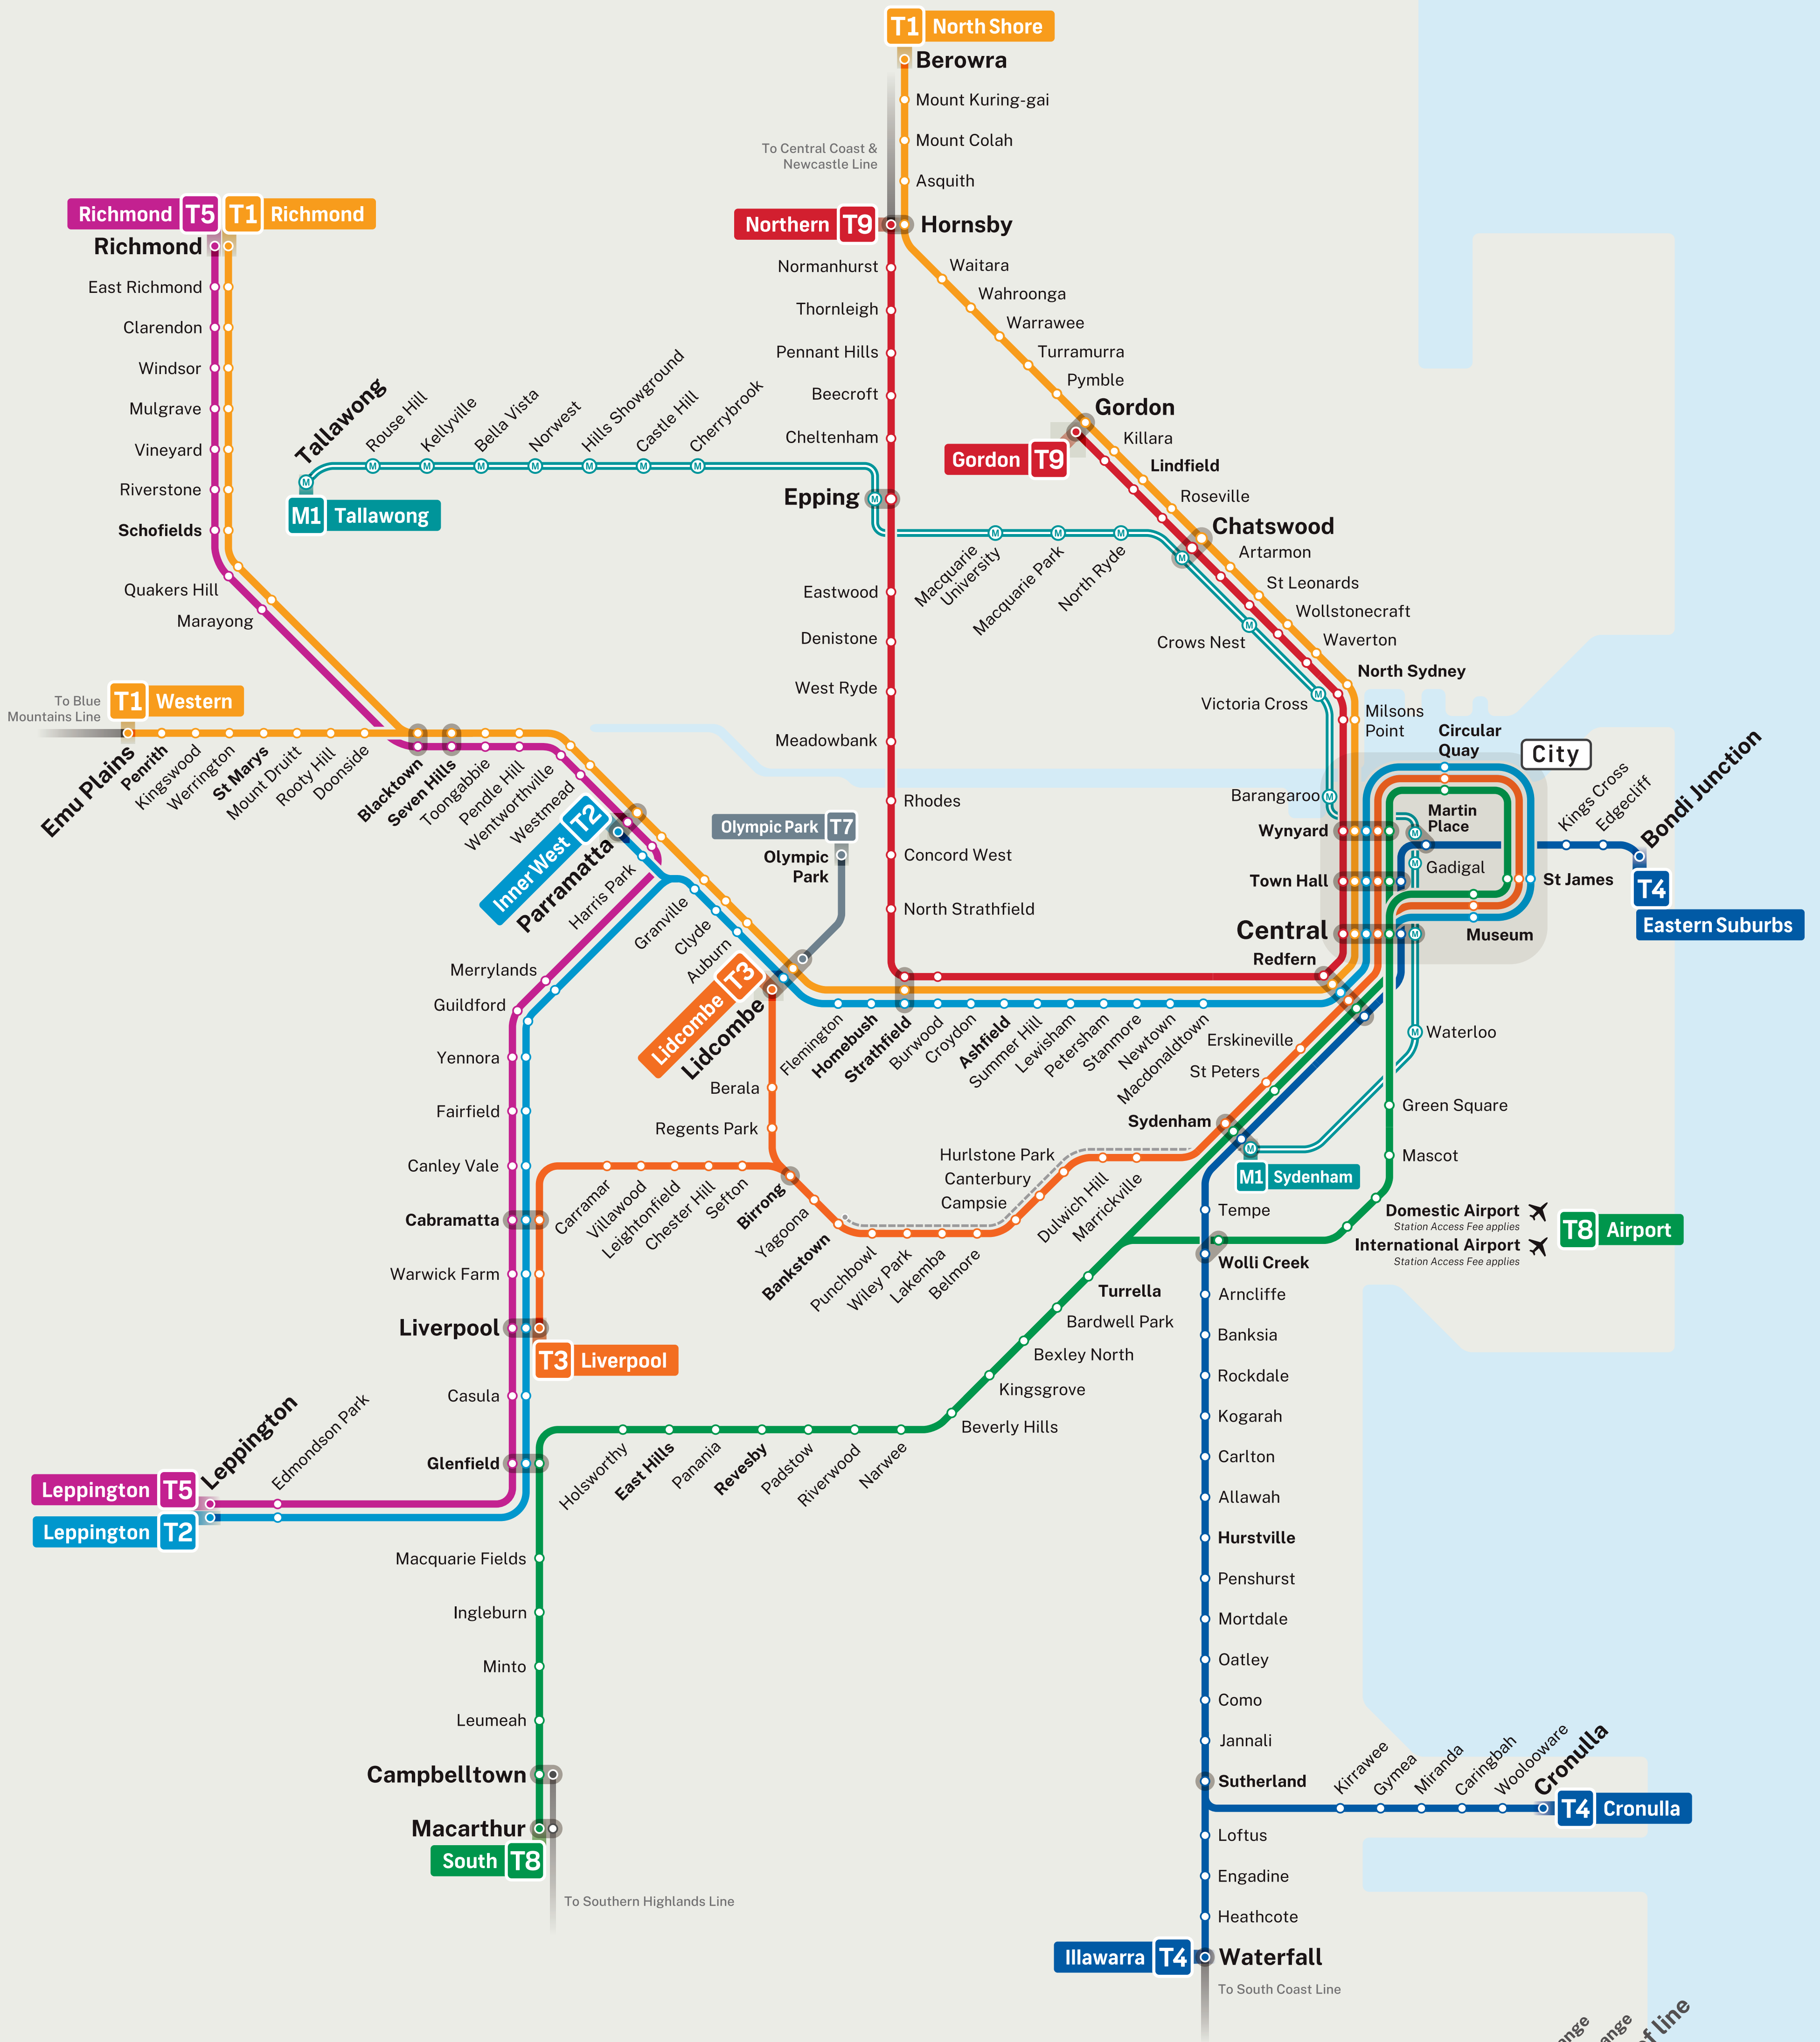 T1 North Shore
Berowra
Mount Kuring-gai
Mount Colah
Asquith
To Central Coast &
Newcastle Line
Northern T9
Hornsby
Normanhurst
Thornleigh
Pennant Hills
Beecroft
Cheltenham
Epping
Eastwood
Denistone
West Ryde
Meadowbank
Rhodes
Concord West
North Strathfield
Waitara
Wahroonga
Warrawee
Turramurra
Pymble
Gordon
Gordon T9
Killara
Lindfield
Roseville
Chatswood
Artarmon
St Leonards
Wollstonecraft
Waverton
North Sydney
Milsons
Point
Richmond T5
T1 Richmond
Richmond
East Richmond
Clarendon
Windsor
Mulgrave
Vineyard
Riverstone
Schofields
Quakers Hill
Marayong
Tallawong
M1 Tallawong
Rouse Hill
Kellyville
Bella Vista
Norwest
Hills Showground
Castle Hill
Cherrybrook
Macquarie
University
Macquarie Park
North Ryde
Crows Nest
Victoria Cross
Barangaroo
To Blue
Mountains Line
T1 Western
Emu Plains
Penrith
Kingswood
Werrington
St Marys
Mount Druitt
Rooty Hill
Doonside
Blacktown
Seven Hills
Toongabbie
Pendle Hill
Wentworthville
Westmead
Inner West T2
Parramatta
Harris Park
Granville
Clyde
Auburn
Lidcombe T3
Lidcombe
Olympic Park T7
Olympic
Park
Flemington
Homebush
Strathfield
Burwood
Croydon
Ashfield
Summer Hill
Lewisham
Petersham
Stanmore
Newtown
Macdonaldtown
City
Circular
Quay
Wynyard
Martin
Place
Gadigal
Town Hall
St James
Central
Museum
Redfern
Kings Cross
Edgecliff
Bondi Junction
T4
Eastern Suburbs
Waterloo
Erskineville
St Peters
Sydenham
M1 Sydenham
Green Square
Mascot
Domestic Airport
Station Access Fee applies
International Airport
Station Access Fee applies
T8 Airport
Merrylands
Guildford
Yennora
Fairfield
Canley Vale
Cabramatta
Warwick Farm
Liverpool
T3 Liverpool
Casula
Glenfield
Leppington
Edmondson Park
Leppington T5
Leppington T2
Berala
Regents Park
Carramar
Villawood
Leightonfield
Chester Hill
Sefton
Birrong
Yagoona
Bankstown
Punchbowl
Wiley Park
Lakemba
Belmore
Campsie
Canterbury
Hurlstone Park
Dulwich Hill
Marrickville
Tempe
Wolli Creek
Turrella
Bardwell Park
Bexley North
Kingsgrove
Beverly Hills
Narwee
Riverwood
Padstow
Revesby
Panania
East Hills
Holsworthy
Macquarie Fields
Ingleburn
Minto
Leumeah
Campbelltown
Macarthur
South T8
To Southern Highlands Line
Arncliffe
Banksia
Rockdale
Kogarah
Carlton
Allawah
Hurstville
Penshurst
Mortdale
Oatley
Como
Jannali
Sutherland
Kirrawee
Gymea
Miranda
Caringbah
Woolooware
Cronulla
T4 Cronulla
Loftus
Engadine
Heathcote
Illawarra T4
Waterfall
To South Coast Line